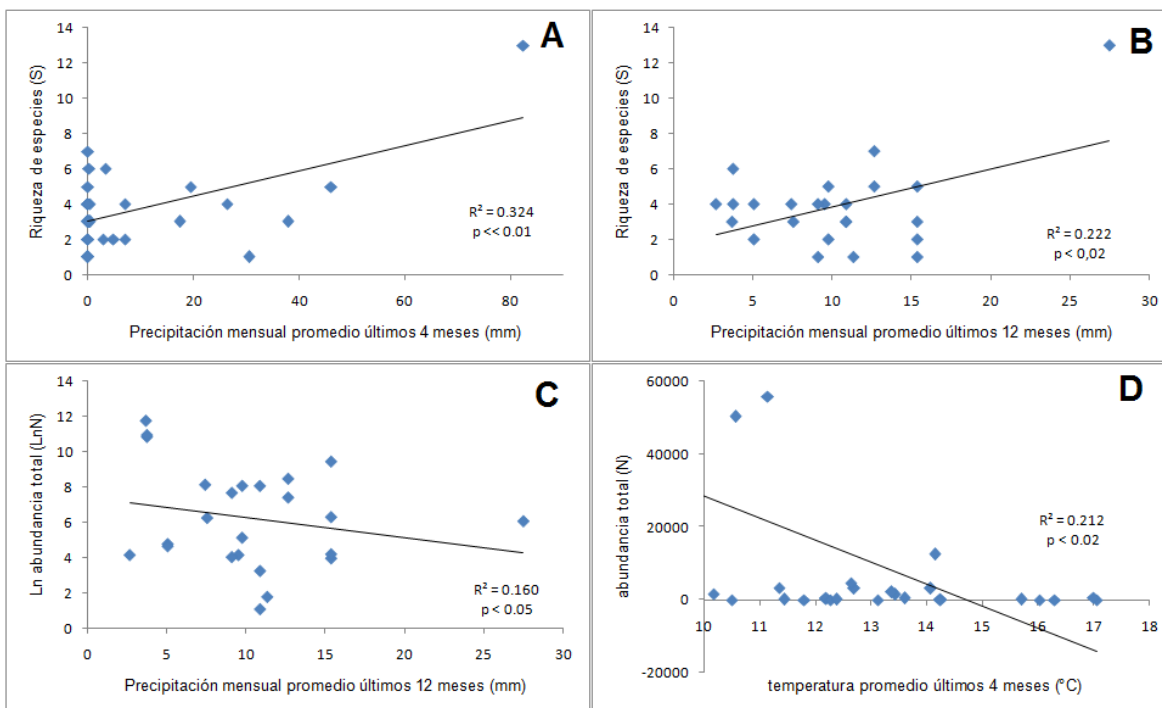 A
Riqueza de especies (S)
14
12
10
8
6
4
2
0
R² = 0.324
p << 0.01
0 20 40 60 80
Precipitación mensual promedio últimos 4 meses (mm)
B
Riqueza de especies (S)
14
12
10
8
6
4
2
0
R² = 0.222
p < 0,02
0 5 10 15 20 25 30
Precipitación mensual promedio últimos 12 meses (mm)
C
Ln abundancia total (LnN)
14
12
10
8
6
4
2
0
R² = 0.160
p < 0.05
0 5 10 15 20 25 30
Precipitación mensual promedio últimos 12 meses (mm)
D
abundancia total (N)
60000
40000
20000
0
-20000
R² = 0.212
p < 0.02
10 11 12 13 14 15 16 17 18
temperatura promedio últimos 4 meses (°C)